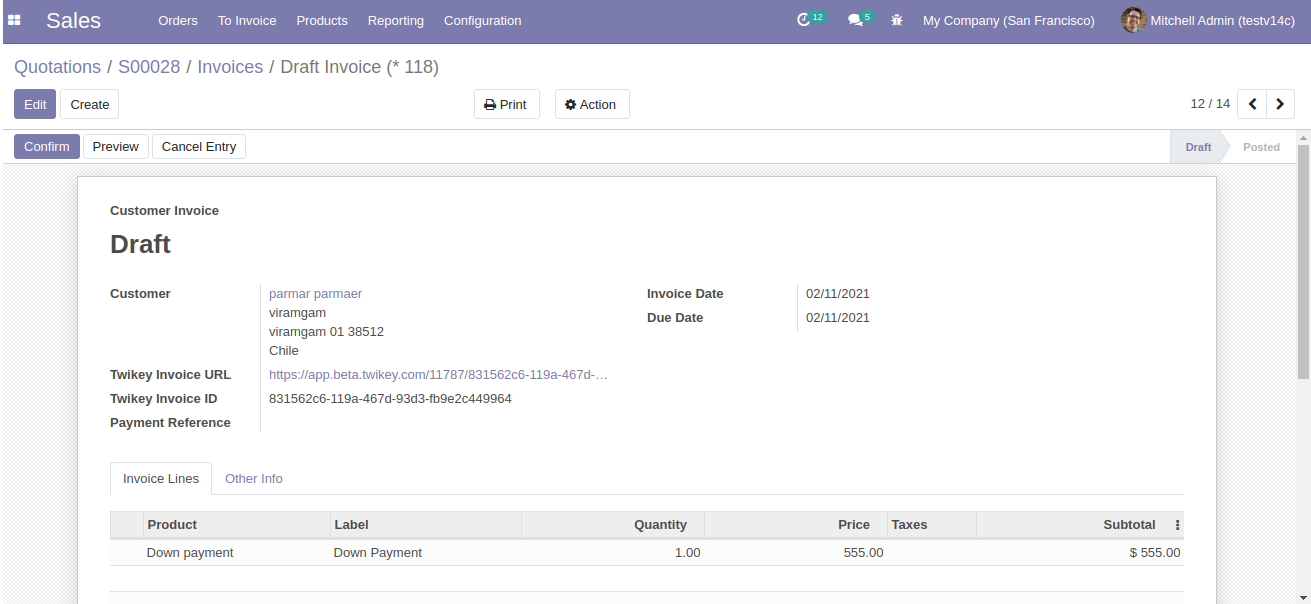 Sales Orders To Invoice Products Reporting Configuration 12 5 My Company (San Francisco) Mitchell Admin (testv14c)
Quotations / S00028 / Invoices / Draft Invoice (* 118)
Edit Create Print Action 12 / 14
Confirm Preview Cancel Entry Draft Posted
Customer Invoice
Draft
Customer parmar parmaer Invoice Date 02/11/2021
viramgam Due Date 02/11/2021
viramgam 01 38512
Chile
Twikey Invoice URL https://app.beta.twikey.com/11787/831562c6-119a-467d-…
Twikey Invoice ID 831562c6-119a-467d-93d3-fb9e2c449964
Payment Reference
Invoice Lines Other Info
Product Label Quantity Price Taxes Subtotal
Down payment Down Payment 1.00 555.00 $ 555.00